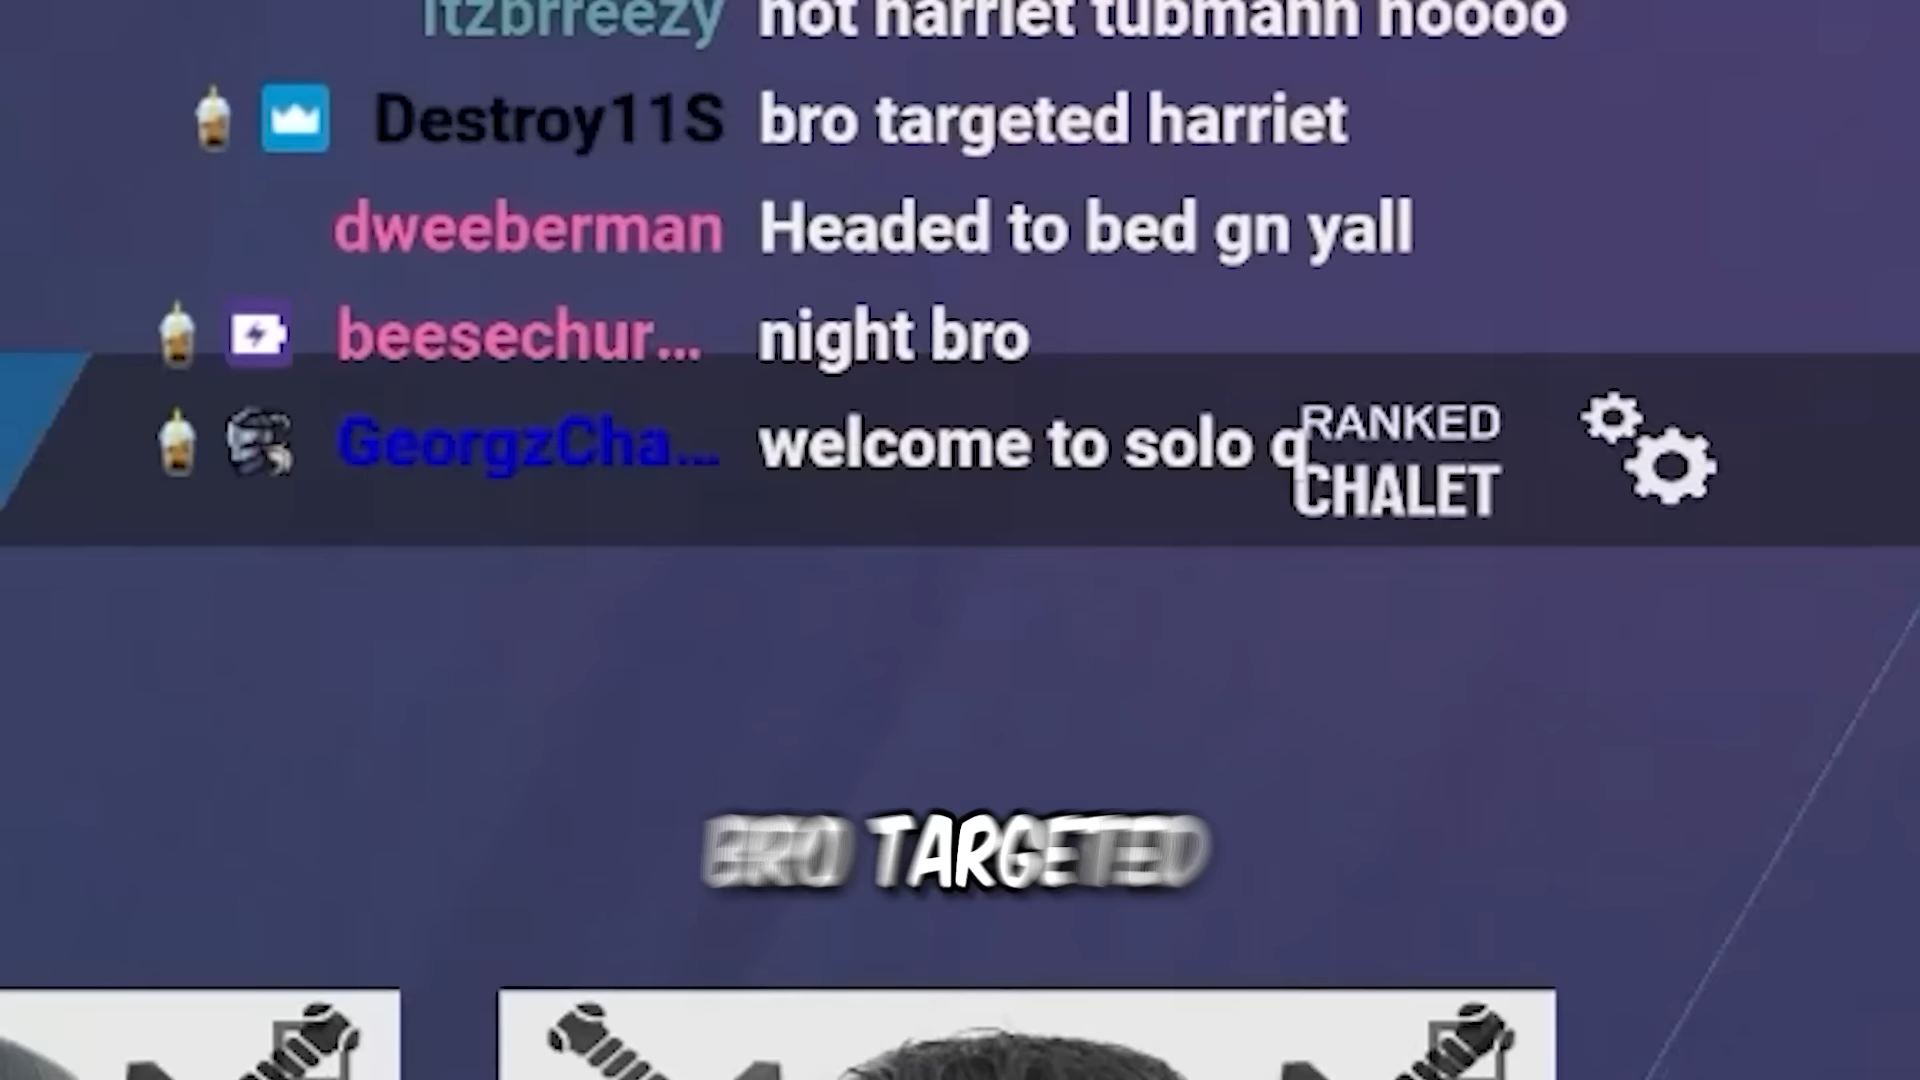 itzbrreezy not harriet tubmann noooo
Destroy11S bro targeted harriet
dweeberman Headed to bed gn yall
beesechur... night bro
GeorgzCha... welcome to solo q
RANKED
CHALET
BRO TARGETED